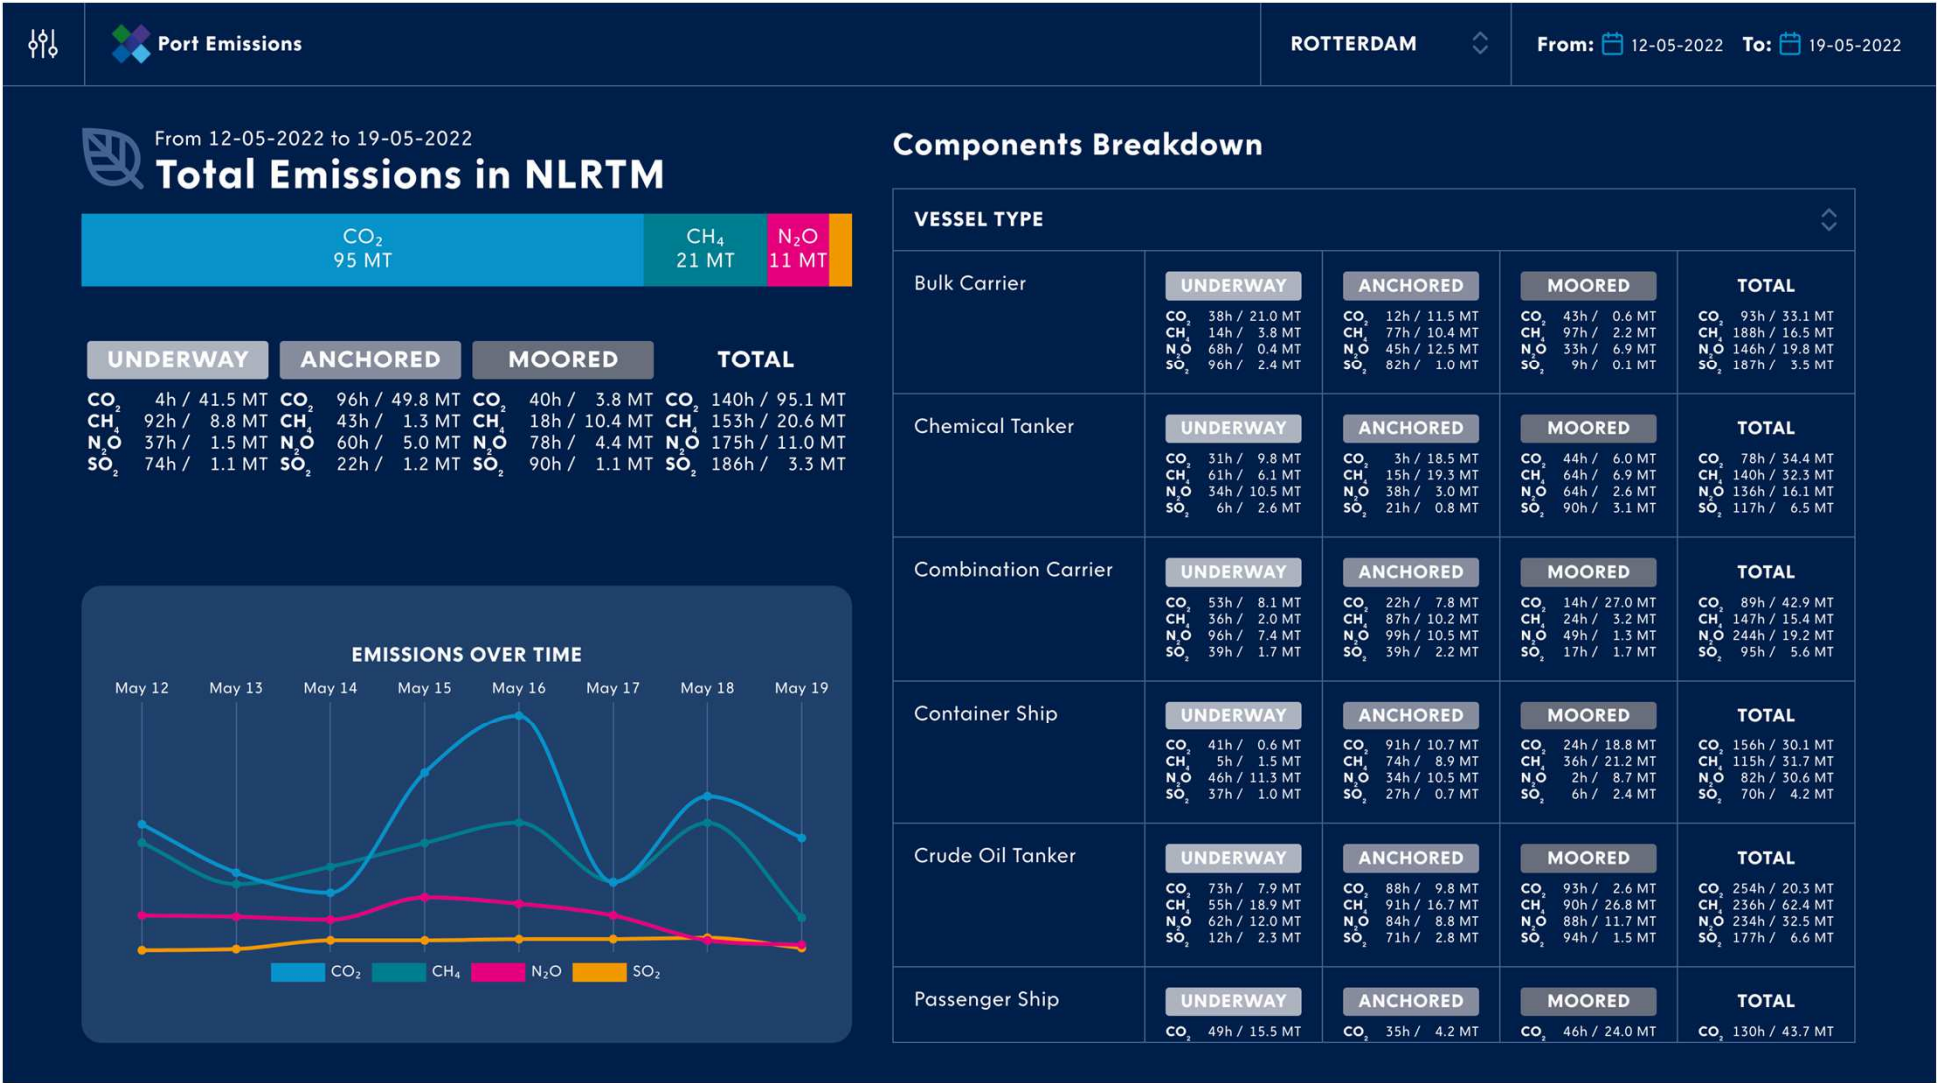 Port Emissions
ROTTERDAM
From: 12-05-2022 To: 19-05-2022
From 12-05-2022 to 19-05-2022
Total Emissions in NLRTM
CO₂ CH₄ N₂O
95 MT 21 MT 11 MT
UNDERWAY ANCHORED MOORED TOTAL
CO₂ 4h / 41.5 MT CO₂ 96h / 49.8 MT CO₂ 40h / 3.8 MT CO₂ 140h / 95.1 MT
CH₄ 92h / 8.8 MT CH₄ 43h / 1.3 MT CH₄ 18h / 10.4 MT CH₄ 153h / 20.6 MT
N₂O 37h / 1.5 MT N₂O 60h / 5.0 MT N₂O 78h / 4.4 MT N₂O 175h / 11.0 MT
SO₂ 74h / 1.1 MT SO₂ 22h / 1.2 MT SO₂ 90h / 1.1 MT SO₂ 186h / 3.3 MT
EMISSIONS OVER TIME
May 12 May 13 May 14 May 15 May 16 May 17 May 18 May 19
CO₂ CH₄ N₂O SO₂
Components Breakdown
VESSEL TYPE
Bulk Carrier
UNDERWAY ANCHORED MOORED TOTAL
CO₂ 38h / 21.0 MT CO₂ 12h / 11.5 MT CO₂ 43h / 0.6 MT CO₂ 93h / 33.1 MT
CH₄ 14h / 3.8 MT CH₄ 77h / 10.4 MT CH₄ 97h / 2.2 MT CH₄ 188h / 16.5 MT
N₂O 68h / 0.4 MT N₂O 45h / 12.5 MT N₂O 33h / 6.9 MT N₂O 146h / 19.8 MT
SO₂ 96h / 2.4 MT SO₂ 82h / 1.0 MT SO₂ 9h / 0.1 MT SO₂ 187h / 3.5 MT
Chemical Tanker
UNDERWAY ANCHORED MOORED TOTAL
CO₂ 31h / 9.8 MT CO₂ 3h / 18.5 MT CO₂ 44h / 6.0 MT CO₂ 78h / 34.4 MT
CH₄ 61h / 6.1 MT CH₄ 15h / 19.3 MT CH₄ 64h / 6.9 MT CH₄ 140h / 32.3 MT
N₂O 34h / 10.5 MT N₂O 38h / 3.0 MT N₂O 64h / 2.6 MT N₂O 136h / 16.1 MT
SO₂ 6h / 2.6 MT SO₂ 21h / 0.8 MT SO₂ 90h / 3.1 MT SO₂ 117h / 6.5 MT
Combination Carrier
UNDERWAY ANCHORED MOORED TOTAL
CO₂ 53h / 8.1 MT CO₂ 22h / 7.8 MT CO₂ 14h / 27.0 MT CO₂ 89h / 42.9 MT
CH₄ 36h / 2.0 MT CH₄ 87h / 10.2 MT CH₄ 24h / 3.2 MT CH₄ 147h / 15.4 MT
N₂O 96h / 7.4 MT N₂O 99h / 10.5 MT N₂O 49h / 1.3 MT N₂O 244h / 19.2 MT
SO₂ 39h / 1.7 MT SO₂ 39h / 2.2 MT SO₂ 17h / 1.7 MT SO₂ 95h / 5.6 MT
Container Ship
UNDERWAY ANCHORED MOORED TOTAL
CO₂ 41h / 0.6 MT CO₂ 91h / 10.7 MT CO₂ 24h / 18.8 MT CO₂ 156h / 30.1 MT
CH₄ 5h / 1.5 MT CH₄ 74h / 8.9 MT CH₄ 36h / 21.2 MT CH₄ 115h / 31.7 MT
N₂O 46h / 11.3 MT N₂O 34h / 10.5 MT N₂O 2h / 8.7 MT N₂O 82h / 30.6 MT
SO₂ 37h / 1.0 MT SO₂ 27h / 0.7 MT SO₂ 6h / 2.4 MT SO₂ 70h / 4.2 MT
Crude Oil Tanker
UNDERWAY ANCHORED MOORED TOTAL
CO₂ 73h / 7.9 MT CO₂ 88h / 9.8 MT CO₂ 93h / 2.6 MT CO₂ 254h / 20.3 MT
CH₄ 55h / 18.9 MT CH₄ 91h / 16.7 MT CH₄ 90h / 26.8 MT CH₄ 236h / 62.4 MT
N₂O 62h / 12.0 MT N₂O 84h / 8.8 MT N₂O 88h / 11.7 MT N₂O 234h / 32.5 MT
SO₂ 12h / 2.3 MT SO₂ 71h / 2.8 MT SO₂ 94h / 1.5 MT SO₂ 177h / 6.6 MT
Passenger Ship
UNDERWAY ANCHORED MOORED TOTAL
CO₂ 49h / 15.5 MT CO₂ 35h / 4.2 MT CO₂ 46h / 24.0 MT CO₂ 130h / 43.7 MT